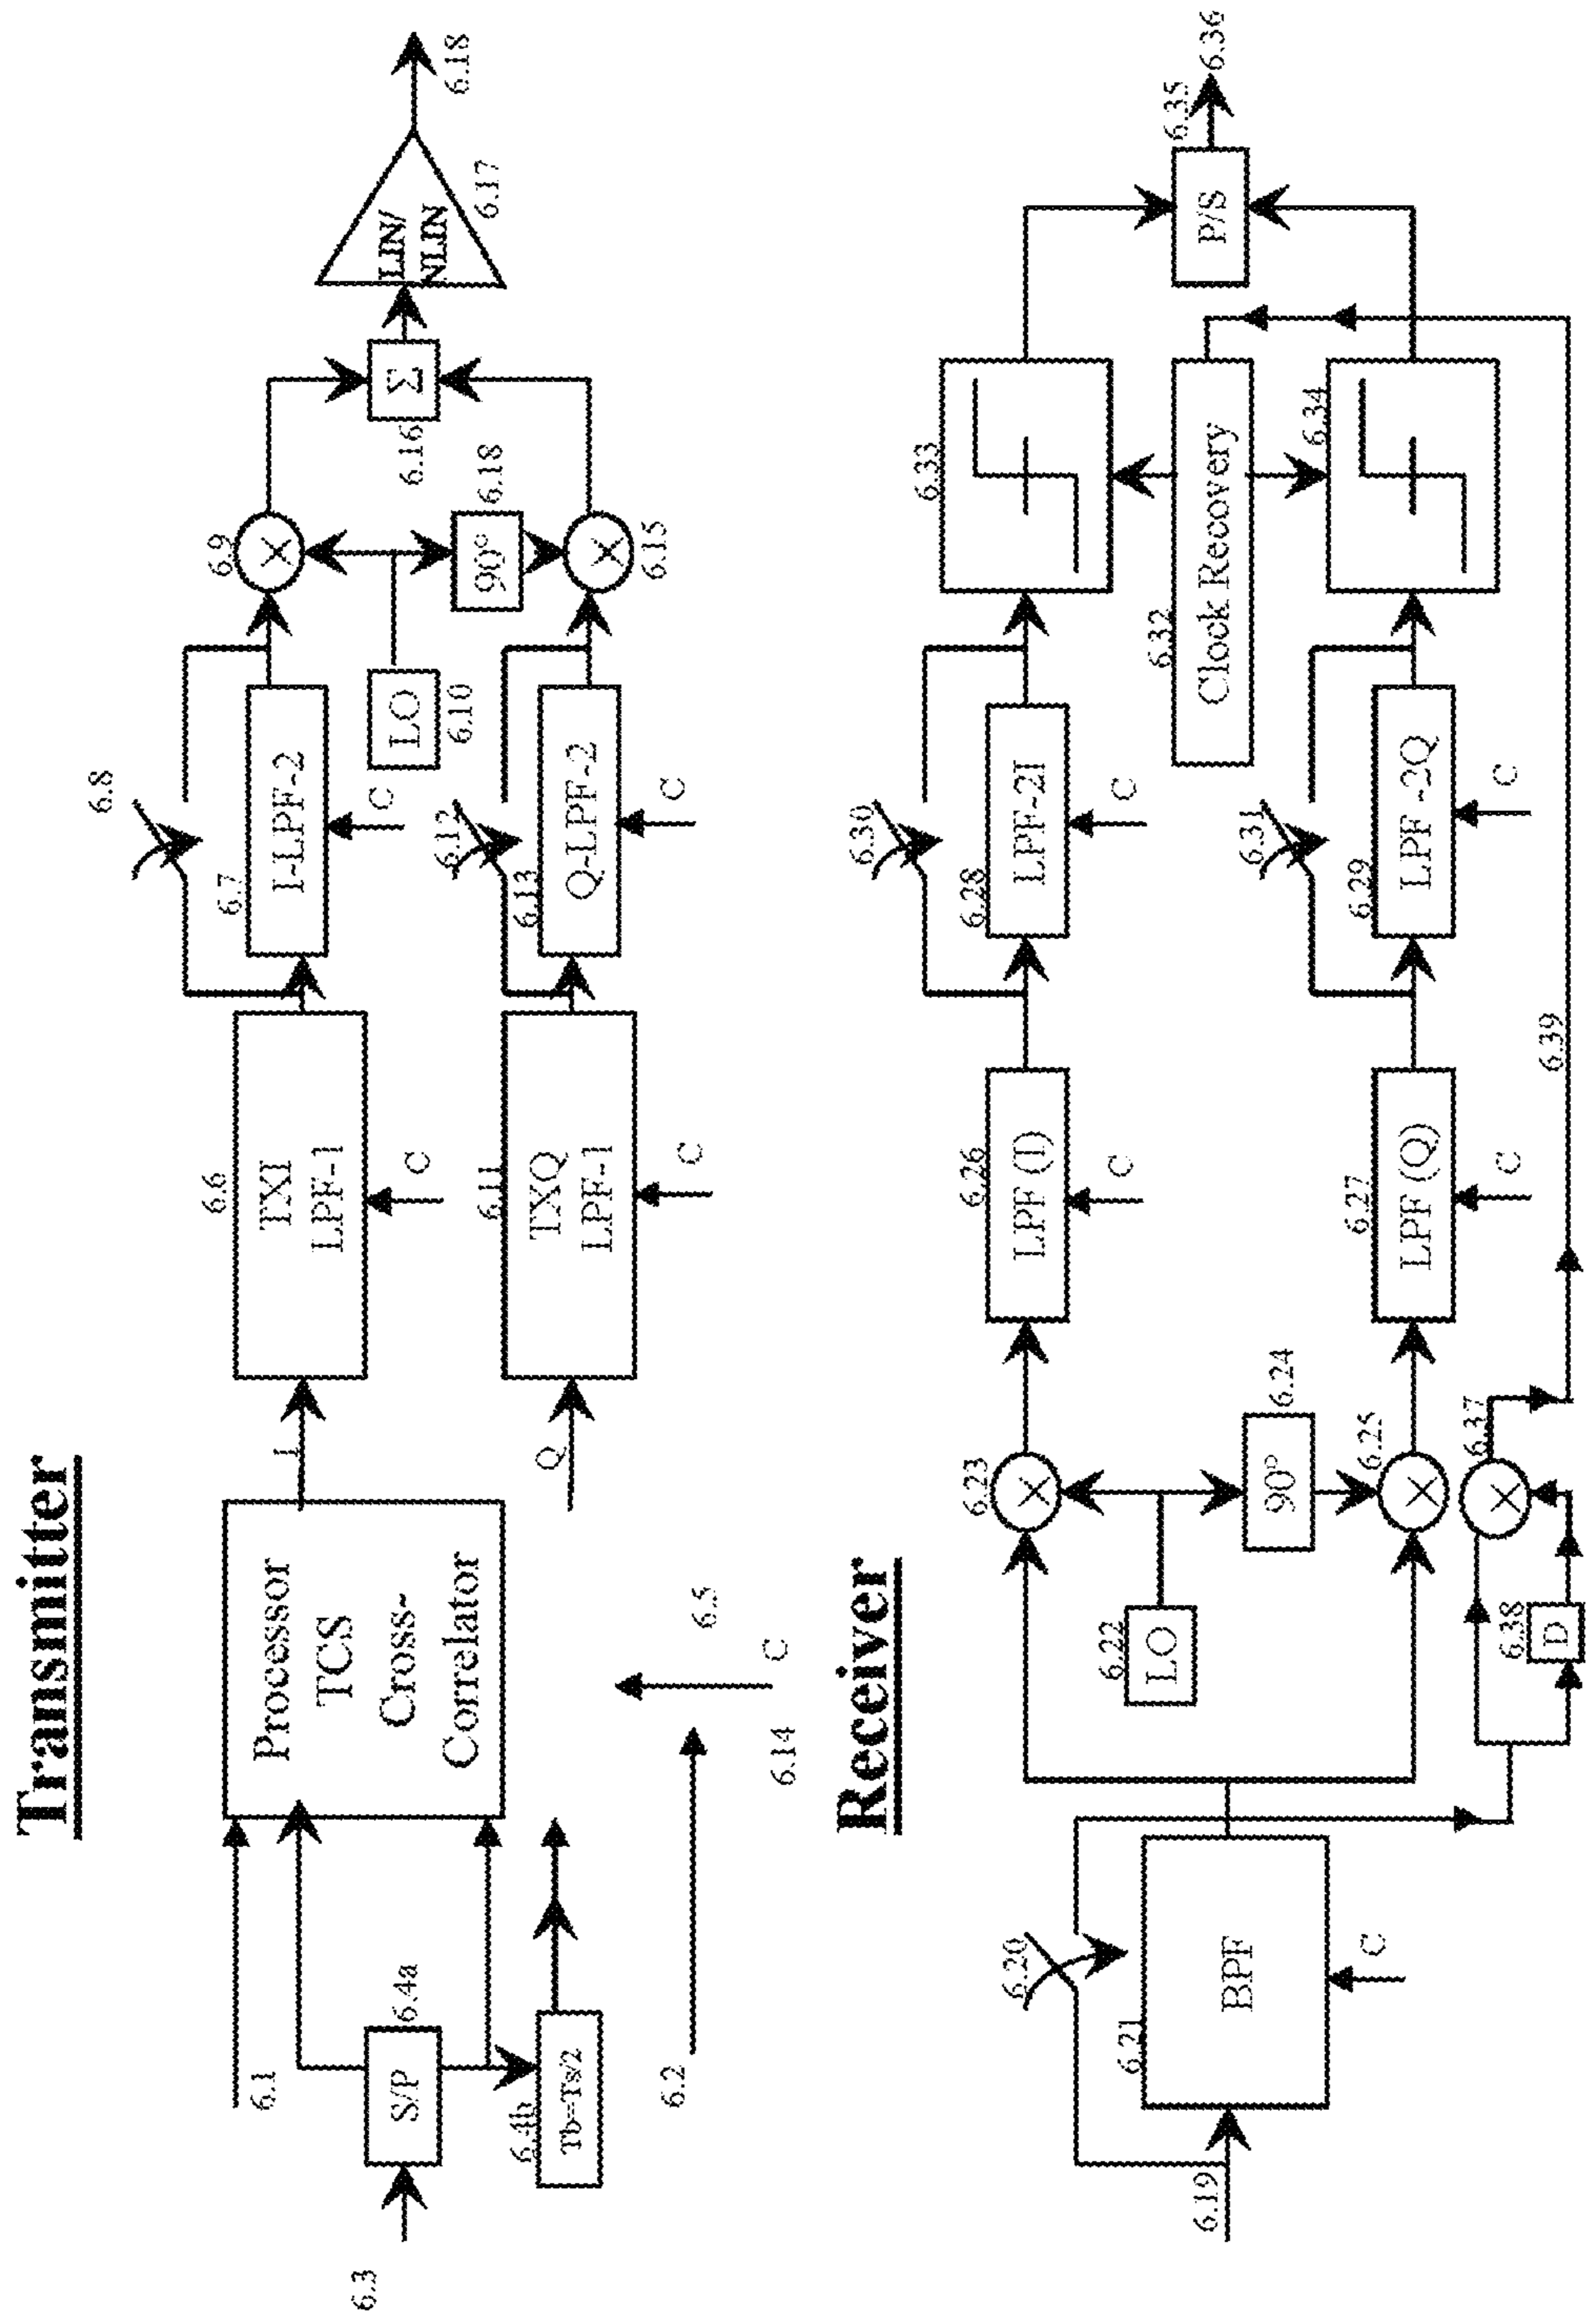 Transmitter
6.1
6.3
S/P
6.4a
6.4b
Tb=Ts/2
6.2
Processor
TCS
Cross-
Correlator
6.14
C
6.5
I
Q
6.6
TXI
LPF-1
C
6.11
TXQ
LPF-1
C
6.7
I-LPF-2
C
6.8
6.12
6.13
Q-LPF-2
C
LO
6.10
6.9
90°
6.18
6.15
6.16
Σ
LIN/
NLIN
6.17
6.18
Receiver
6.19
6.20
6.21
BPF
C
6.22
LO
6.23
90°
6.24
6.25
6.37
6.38
D
6.39
6.26
LPF (I)
C
6.27
LPF (Q)
C
6.30
6.28
LPF-2I
C
6.31
6.29
LPF -2Q
C
6.32
Clock Recovery
6.33
6.34
P/S
6.35
6.36